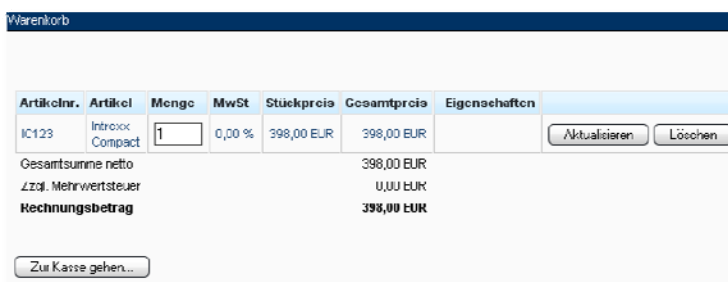 Warenkorb
Artikelnr. Artikel Menge MwSt Stückpreis Gesamtpreis Eigenschaften
IC123 Intrexx Compact 1 0,00 % 398,00 EUR 398,00 EUR Aktualisieren Löschen
Gesamtsumme netto 398,00 EUR
Zzgl. Mehrwertsteuer 0,00 EUR
Rechnungsbetrag 398,00 EUR
Zur Kasse gehen...